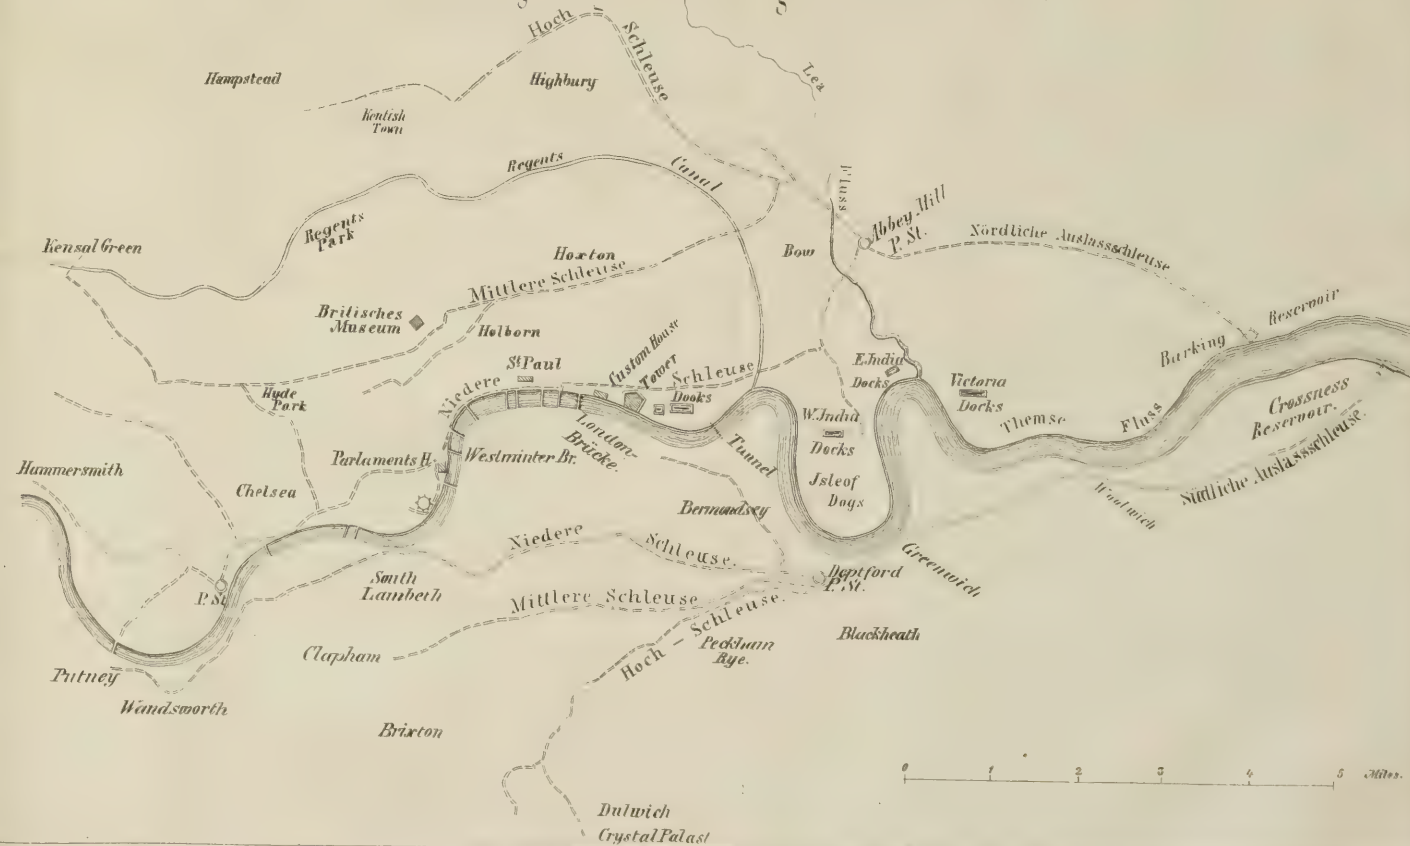 Hoch
Schleuse
Hampstead
Highbury
Lea
Kentish
Town
Regents
Canal
Fluss
Abbey Mill
P. St.
Nördliche Auslassschleuse
Regents
Park
Kensal Green
Hoxton
Bow
Mittlere Schleuse
Britisches
Museum
Holborn
Reservoir
Barking
St. Paul
Custom House
Tower
Schleuse
E. India
Docks
Victoria
Docks
Hyde
Park
Niedere
Dooks
W. India
Docks
Themse
Fluss
Crossness
Reservoir.
London-
Brücke.
Tunnel
Südliche Auslassschleuse.
Hammersmith
Parlaments H.
Westminter Br.
Chelsea
Jsle of
Dogs
Woolwich
Bermondsey
Niedere
Schleuse.
Greenwich
South
Lambeth
P. St.
Deptford
P. St.
Mittlere Schleuse
Hoch – Schleuse.
Peckham
Rye.
Blackheath
Clapham
Putney
Wandsworth
Brixton
0 1 2 3 4 5 Miles.
Dulwich
Crystal Palast